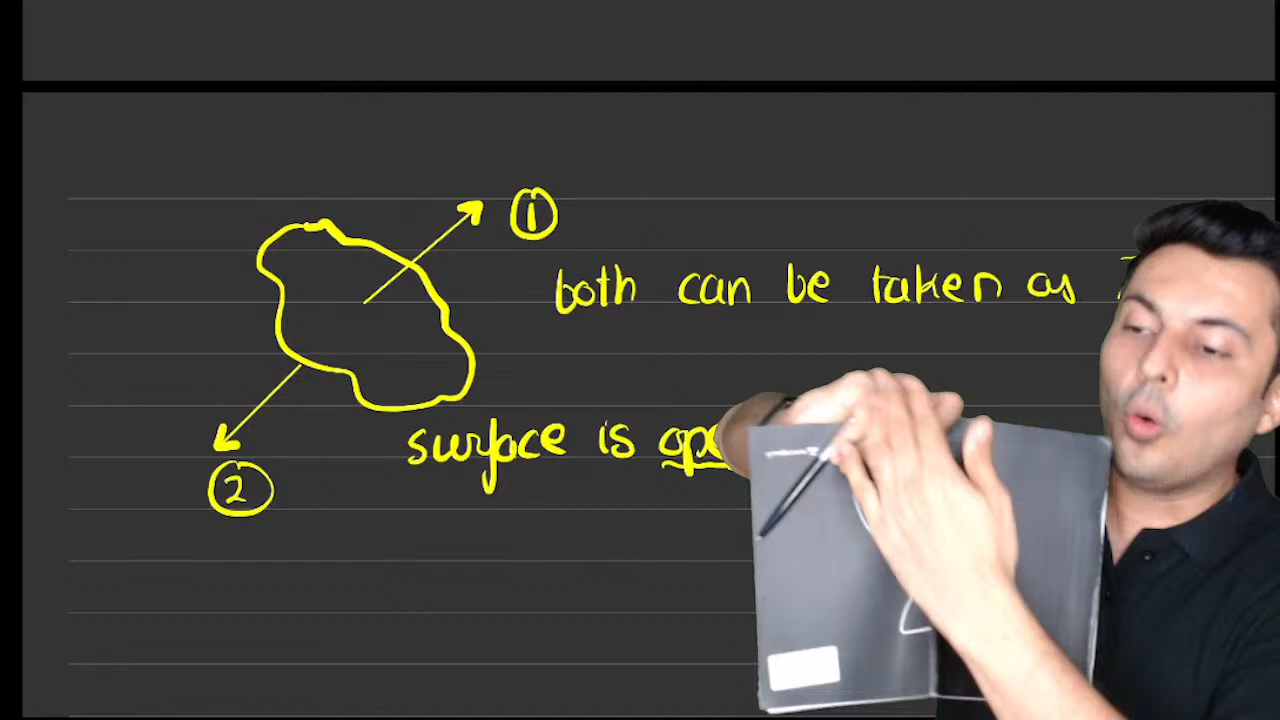 1
both can be taken as
surface is
2